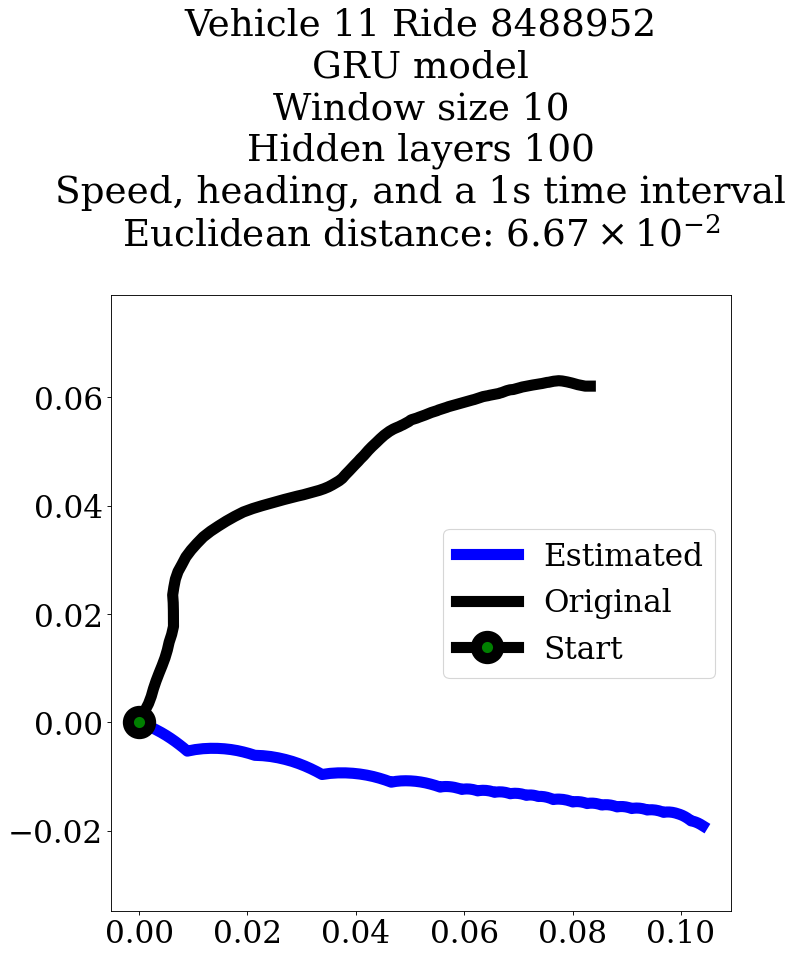 Vehicle 11 Ride 8488952
GRU model
Window size 10
Hidden layers 100
Speed, heading, and a 1s time interval
Euclidean distance: 6.67 × 10⁻²
0.06
0.04
0.02
0.00
−0.02
Estimated
Original
Start
0.00 0.02 0.04 0.06 0.08 0.10